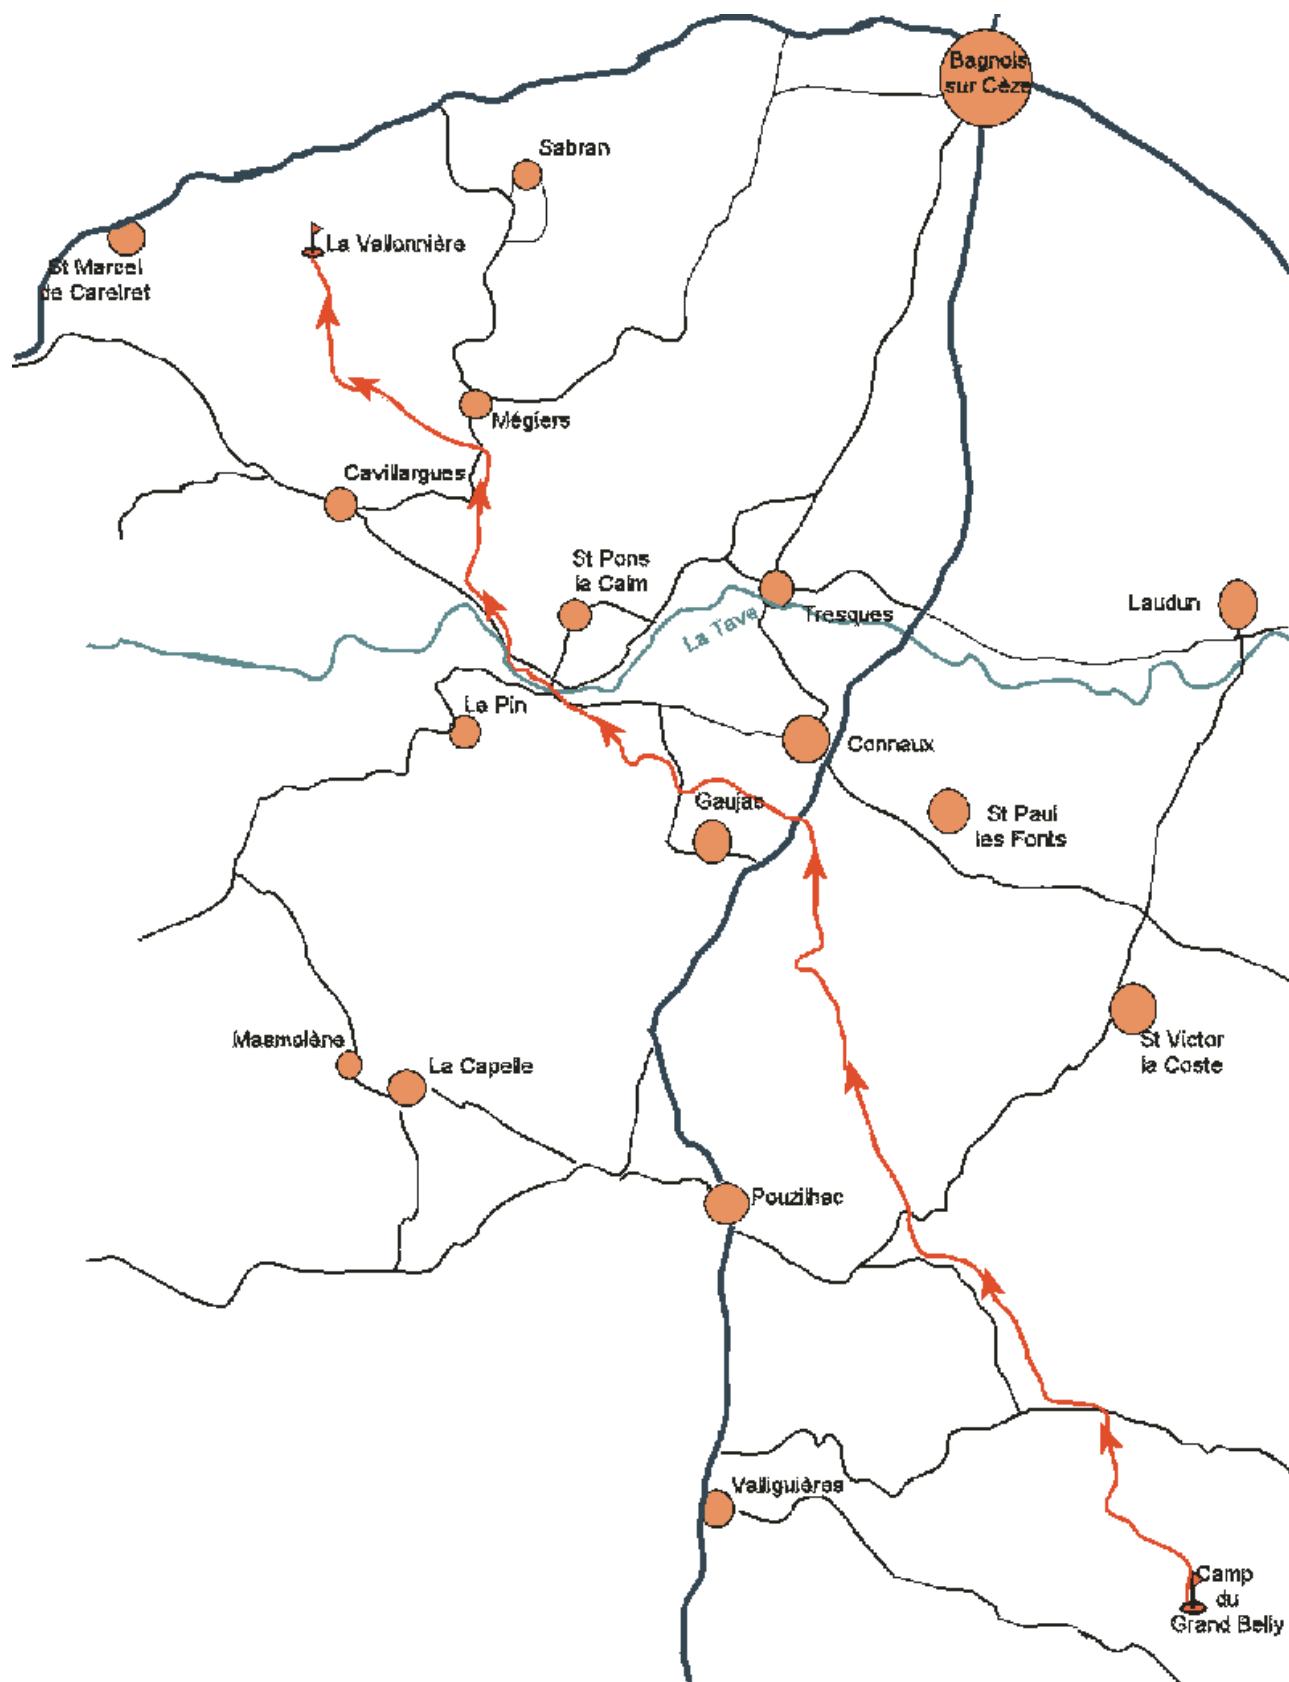 Bagnols
sur Cèze
Sabran
La Vallonnière
St Marcel
de Careiret
Mégiers
Cavillargues
St Pons
la Calm
Laudun
Tresques
La Tave
Le Pin
Connaux
Gaujac
St Paul
les Fonts
Masmolène
La Capelle
St Victor
la Coste
Pouzilhac
Valliguières
Camp
du
Grand Belly